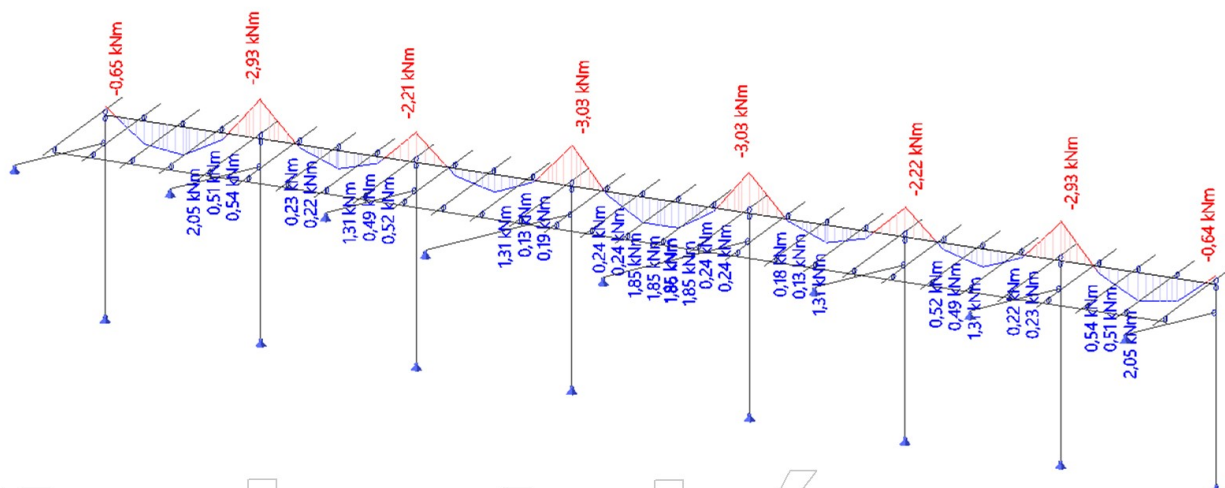 -0,65 kNm
-2,93 kNm
-2,21 kNm
-3,03 kNm
-3,03 kNm
-2,22 kNm
-2,93 kNm
-0,64 kNm
2,05 kNm
0,51 kNm
0,54 kNm
0,23 kNm
0,22 kNm
1,31 kNm
0,49 kNm
0,52 kNm
1,31 kNm
0,13 kNm
0,19 kNm
0,24 kNm
0,24 kNm
1,85 kNm
1,85 kNm
1,85 kNm
0,24 kNm
0,24 kNm
0,18 kNm
0,13 kNm
1,31 kNm
0,52 kNm
0,49 kNm
1,31 kNm
0,22 kNm
0,23 kNm
0,54 kNm
0,51 kNm
2,05 kNm